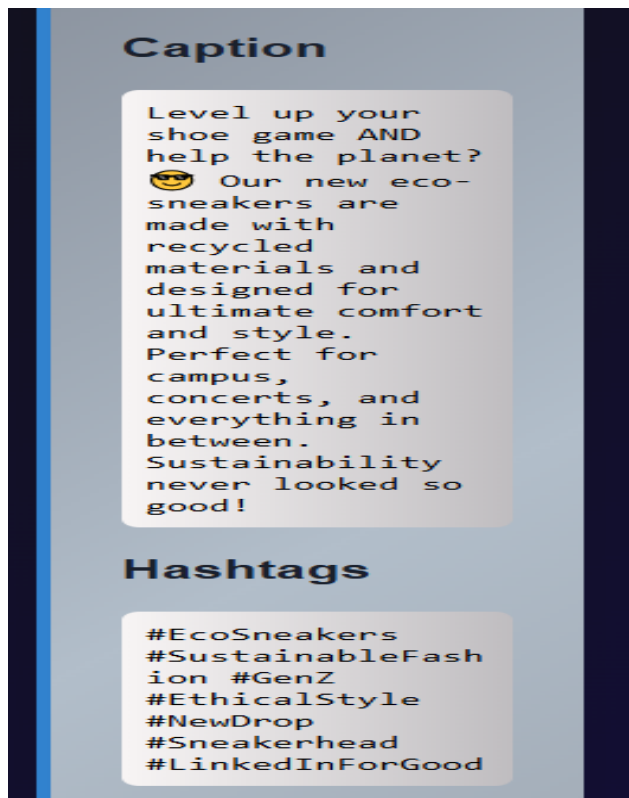 Caption
Level up your
shoe game AND
help the planet?
😎 Our new eco-
sneakers are
made with
recycled
materials and
designed for
ultimate comfort
and style.
Perfect for
campus,
concerts, and
everything in
between.
Sustainability
never looked so
good!
Hashtags
#EcoSneakers
#SustainableFash
ion #GenZ
#EthicalStyle
#NewDrop
#Sneakerhead
#LinkedInForGood